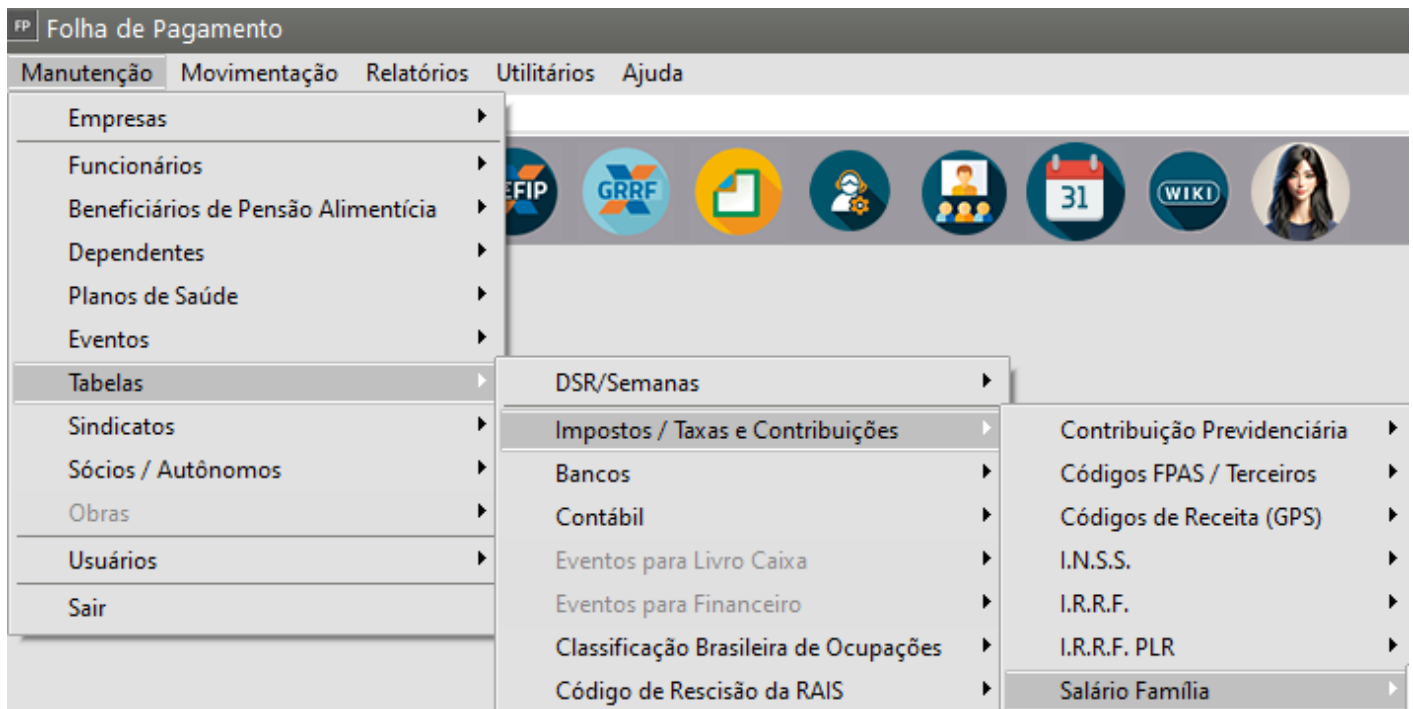 FP Folha de Pagamento
Manutenção Movimentação Relatórios Utilitários Ajuda
Empresas
Funcionários
Beneficiários de Pensão Alimentícia
Dependentes
Planos de Saúde
Eventos
Tabelas
Sindicatos
Sócios / Autônomos
Obras
Usuários
Sair
GRRF
31
WIKI
DSR/Semanas
Impostos / Taxas e Contribuições
Bancos
Contábil
Eventos para Livro Caixa
Eventos para Financeiro
Classificação Brasileira de Ocupações
Código de Rescisão da RAIS
Contribuição Previdenciária
Códigos FPAS / Terceiros
Códigos de Receita (GPS)
I.N.S.S.
I.R.R.F.
I.R.R.F. PLR
Salário Família